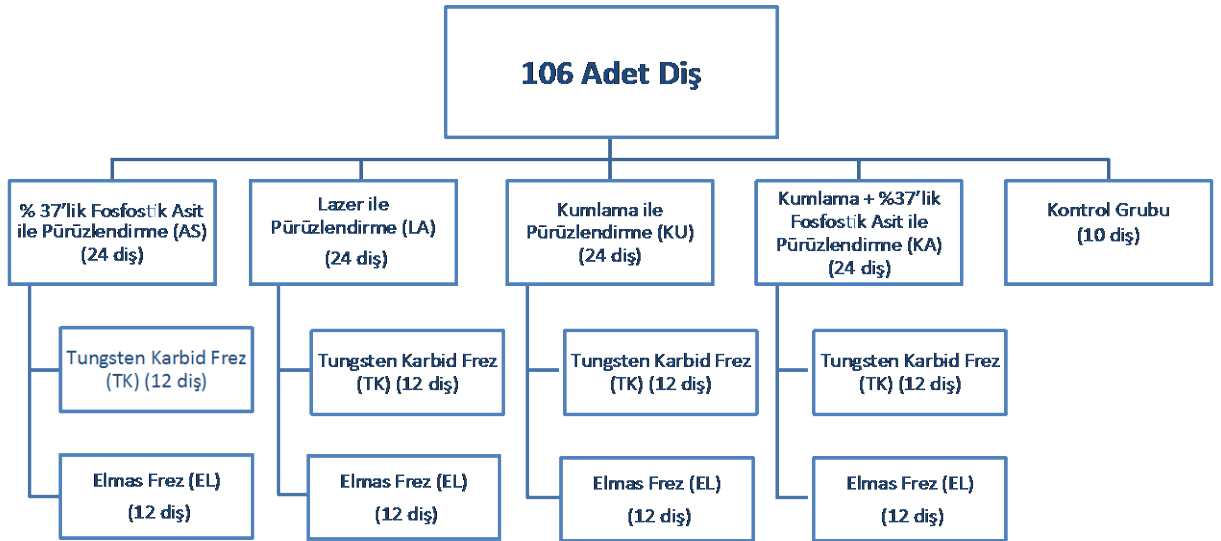 106 Adet Diş
% 37'lik Fosfostik Asit
ile Pürüzlendirme (AS)
(24 diş)
Lazer ile
Pürüzlendirme (LA)
(24 diş)
Kumlama ile
Pürüzlendirme (KU)
(24 diş)
Kumlama + %37'lik
Fosfostik Asit ile
Pürüzlendirme (KA)
(24 diş)
Kontrol Grubu
(10 diş)
Tungsten Karbid Frez
(TK) (12 diş)
Tungsten Karbid Frez
(TK) (12 diş)
Tungsten Karbid Frez
(TK) (12 diş)
Tungsten Karbid Frez
(TK) (12 diş)
Elmas Frez (EL)
(12 diş)
Elmas Frez (EL)
(12 diş)
Elmas Frez (EL)
(12 diş)
Elmas Frez (EL)
(12 diş)